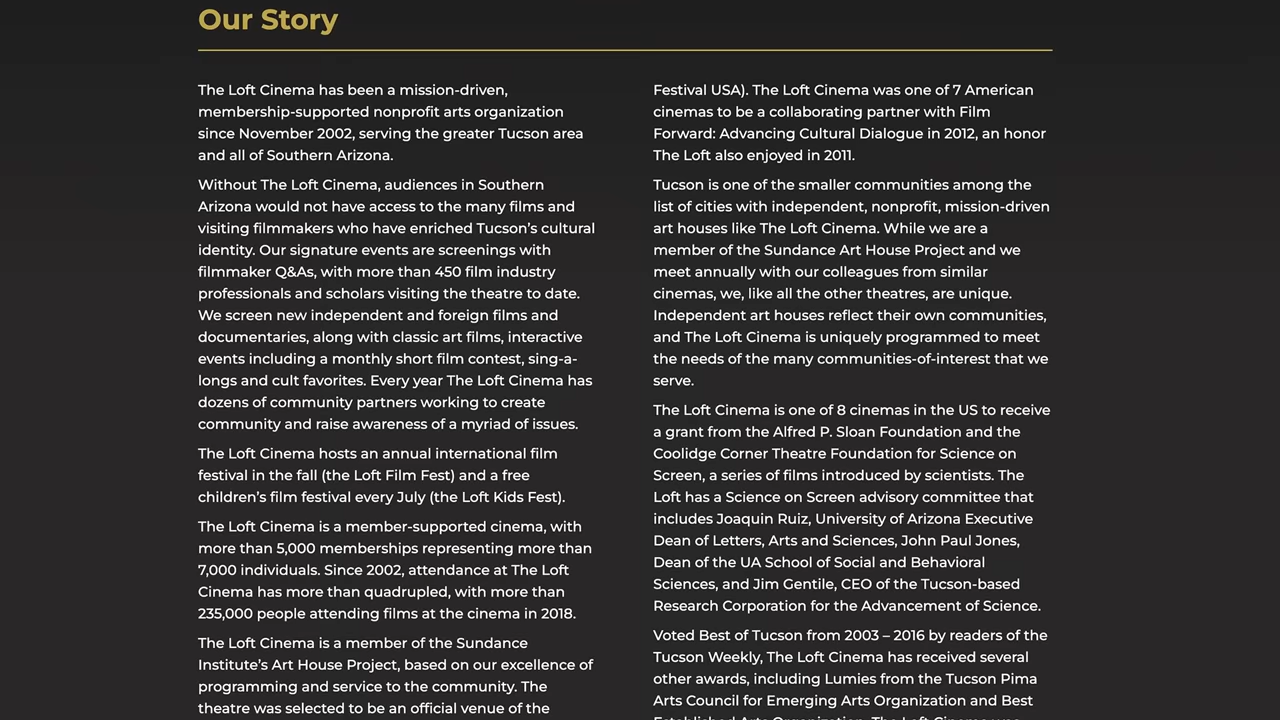 Our Story
The Loft Cinema has been a mission-driven,
membership-supported nonprofit arts organization
since November 2002, serving the greater Tucson area
and all of Southern Arizona.
Without The Loft Cinema, audiences in Southern
Arizona would not have access to the many films and
visiting filmmakers who have enriched Tucson’s cultural
identity. Our signature events are screenings with
filmmaker Q&As, with more than 450 film industry
professionals and scholars visiting the theatre to date.
We screen new independent and foreign films and
documentaries, along with classic art films, interactive
events including a monthly short film contest, sing-a-
longs and cult favorites. Every year The Loft Cinema has
dozens of community partners working to create
community and raise awareness of a myriad of issues.
The Loft Cinema hosts an annual international film
festival in the fall (the Loft Film Fest) and a free
children’s film festival every July (the Loft Kids Fest).
The Loft Cinema is a member-supported cinema, with
more than 5,000 memberships representing more than
7,000 individuals. Since 2002, attendance at The Loft
Cinema has more than quadrupled, with more than
235,000 people attending films at the cinema in 2018.
The Loft Cinema is a member of the Sundance
Institute’s Art House Project, based on our excellence of
programming and service to the community. The
theatre was selected to be an official venue of the
Festival USA). The Loft Cinema was one of 7 American
cinemas to be a collaborating partner with Film
Forward: Advancing Cultural Dialogue in 2012, an honor
The Loft also enjoyed in 2011.
Tucson is one of the smaller communities among the
list of cities with independent, nonprofit, mission-driven
art houses like The Loft Cinema. While we are a
member of the Sundance Art House Project and we
meet annually with our colleagues from similar
cinemas, we, like all the other theatres, are unique.
Independent art houses reflect their own communities,
and The Loft Cinema is uniquely programmed to meet
the needs of the many communities-of-interest that we
serve.
The Loft Cinema is one of 8 cinemas in the US to receive
a grant from the Alfred P. Sloan Foundation and the
Coolidge Corner Theatre Foundation for Science on
Screen, a series of films introduced by scientists. The
Loft has a Science on Screen advisory committee that
includes Joaquin Ruiz, University of Arizona Executive
Dean of Letters, Arts and Sciences, John Paul Jones,
Dean of the UA School of Social and Behavioral
Sciences, and Jim Gentile, CEO of the Tucson-based
Research Corporation for the Advancement of Science.
Voted Best of Tucson from 2003 – 2016 by readers of the
Tucson Weekly, The Loft Cinema has received several
other awards, including Lumies from the Tucson Pima
Arts Council for Emerging Arts Organization and Best